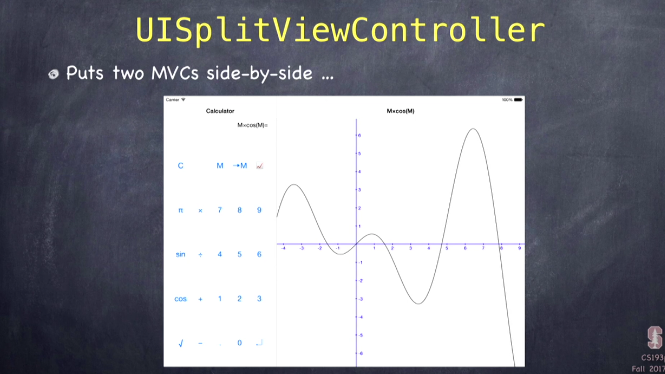 UISplitViewController
Puts two MVCs side-by-side ...
Carrier 100%
Calculator M×cos(M)
M×cos(M)=
C M →M
π × 7 8 9
sin ÷ 4 5 6
cos + 1 2 3
√ − . 0
6
5
4
3
2
1
-4 -3 -2 -1 1 2 3 4 5 6 7 8 9
-1
-2
-3
-4
-5
-6
S
CS193p
Fall 2017